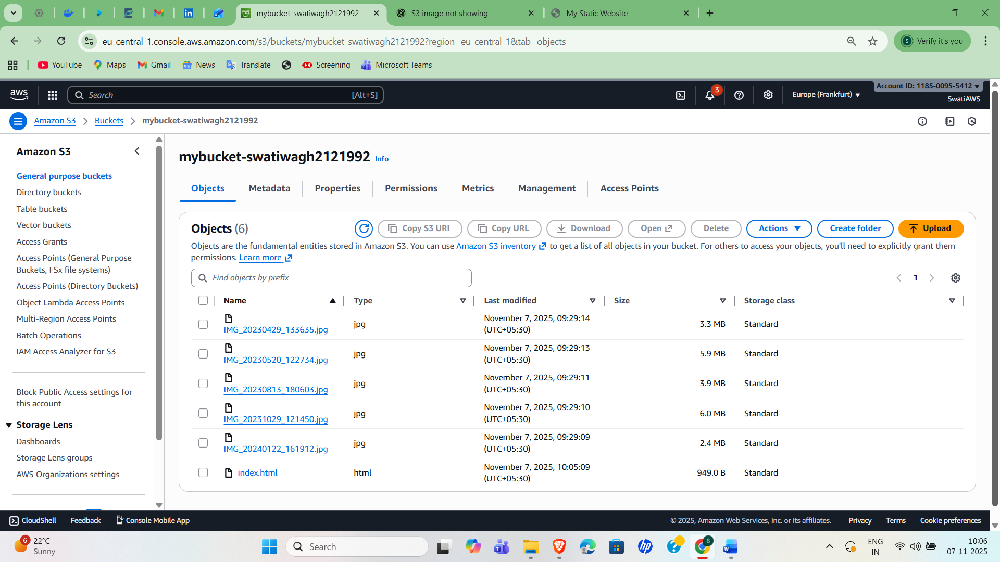 mybucket-swatiwagh2121992 -
S3 image not showing
My Static Website
eu-central-1.console.aws.amazon.com/s3/buckets/mybucket-swatiwagh2121992?region=eu-central-1&tab=objects
S
Verify it's you
YouTube
Maps
Gmail
News
Translate
Screening
Microsoft Teams
aws
Search
[Alt+S]
3
Europe (Frankfurt)
Account ID: 1185-0095-5412
SwatiAWS
Amazon S3
Buckets
mybucket-swatiwagh2121992
Amazon S3
General purpose buckets
Directory buckets
Table buckets
Vector buckets
Access Grants
Access Points (General Purpose
Buckets, FSx file systems)
Access Points (Directory Buckets)
Object Lambda Access Points
Multi-Region Access Points
Batch Operations
IAM Access Analyzer for S3
Block Public Access settings for
this account
Storage Lens
Dashboards
Storage Lens groups
AWS Organizations settings
mybucket-swatiwagh2121992 Info
Objects
Metadata
Properties
Permissions
Metrics
Management
Access Points
Objects (6)
Copy S3 URI
Copy URL
Download
Open
Delete
Actions
Create folder
Upload
Objects are the fundamental entities stored in Amazon S3. You can use Amazon S3 inventory to get a list of all objects in your bucket. For others to access your objects, you'll need to explicitly grant them
permissions. Learn more
Find objects by prefix
1
Name
Type
Last modified
Size
Storage class
IMG_20230429_133635.jpg
jpg
November 7, 2025, 09:29:14
(UTC+05:30)
3.3 MB
Standard
IMG_20230520_122734.jpg
jpg
November 7, 2025, 09:29:13
(UTC+05:30)
5.9 MB
Standard
IMG_20230813_180603.jpg
jpg
November 7, 2025, 09:29:11
(UTC+05:30)
3.9 MB
Standard
IMG_20231029_121450.jpg
jpg
November 7, 2025, 09:29:10
(UTC+05:30)
6.0 MB
Standard
IMG_20240122_161912.jpg
jpg
November 7, 2025, 09:29:09
(UTC+05:30)
2.4 MB
Standard
index.html
html
November 7, 2025, 10:05:09
(UTC+05:30)
949.0 B
Standard
CloudShell
Feedback
Console Mobile App
© 2025, Amazon Web Services, Inc. or its affiliates.
Privacy
Terms
Cookie preferences
6
22°C
Sunny
Search
hp
S
W
ENG
IN
10:06
07-11-2025